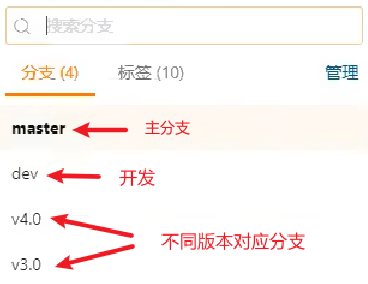 搜索分支
分支 (4) 标签 (10) 管理
master 主分支
dev 开发
v4.0
不同版本对应分支
v3.0